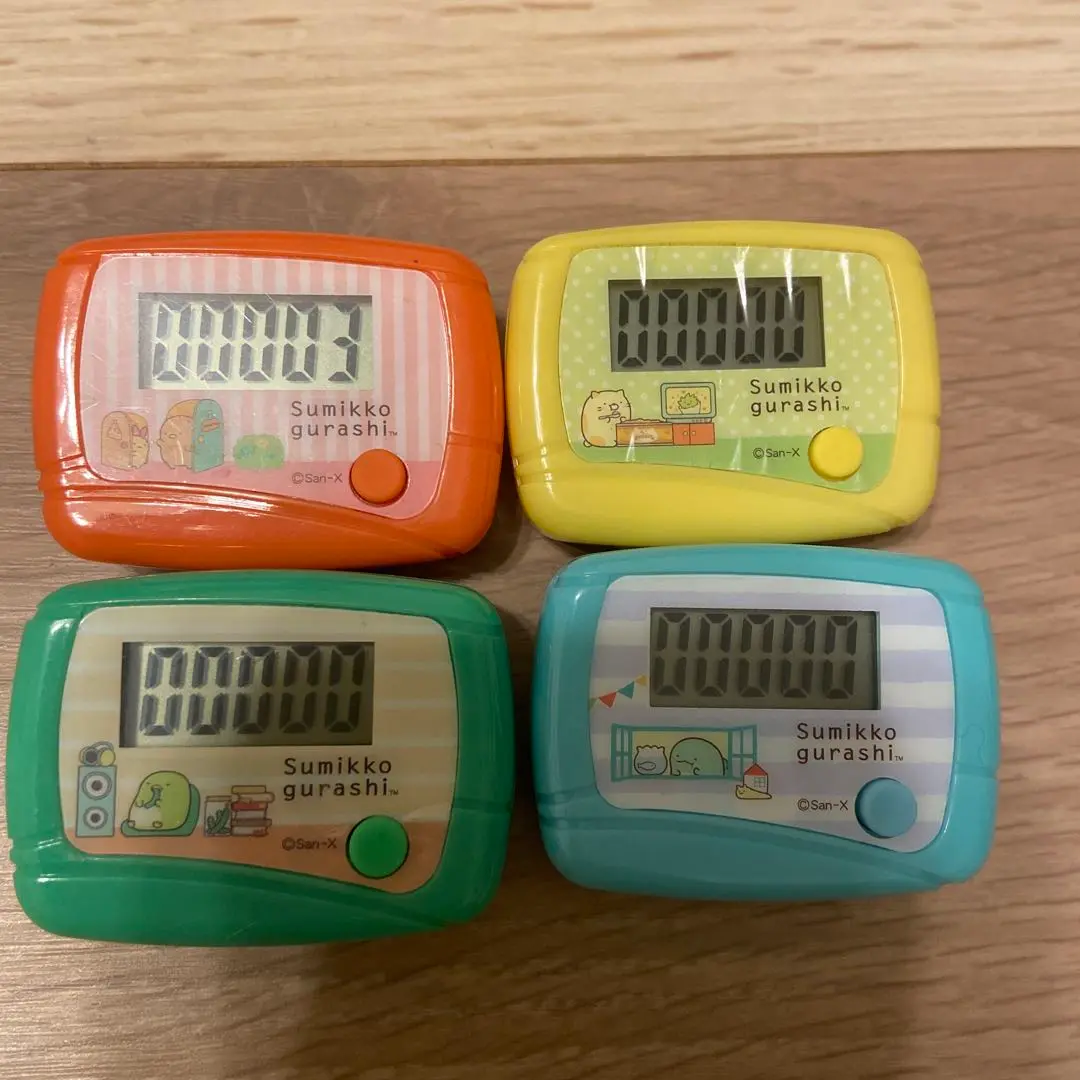 00003
Sumikko
gurashi™
©San-X
00000
Sumikko
gurashi™
©San-X
00000
Sumikko
gurashi™
©San-X
00000
Sumikko
gurashi™
©San-X